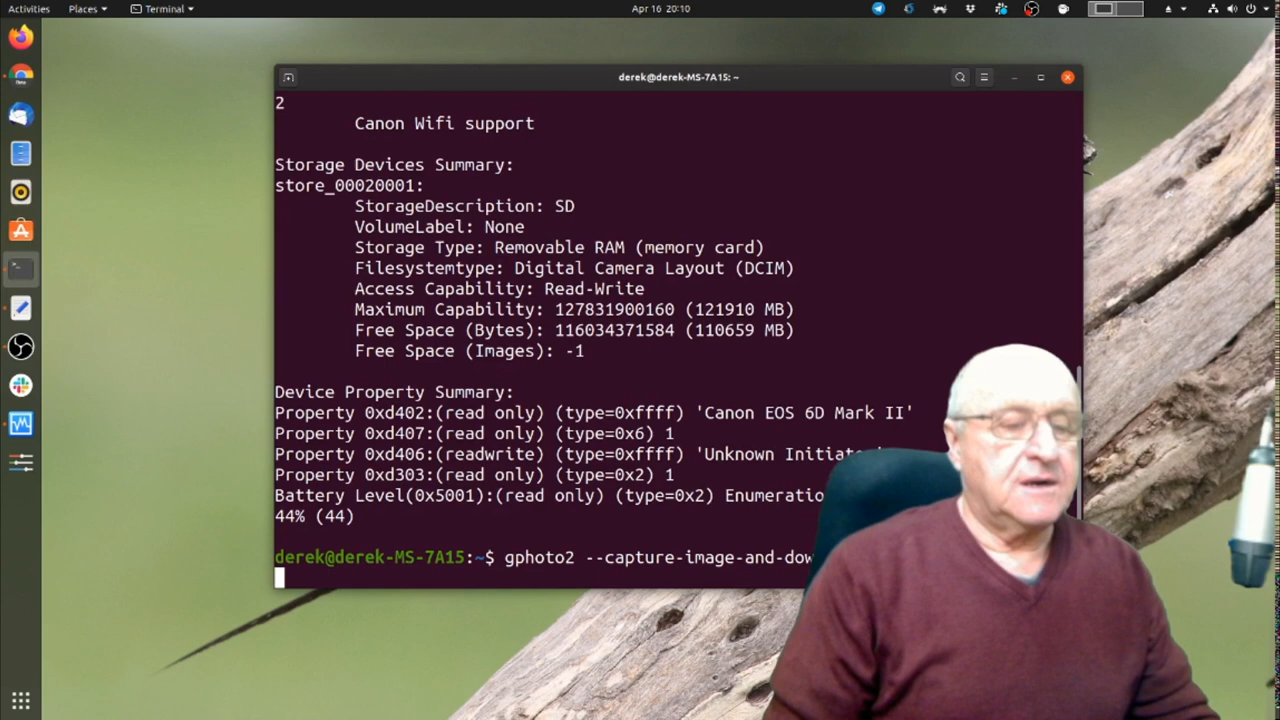 Activities Places Terminal Apr 16 20:10
derek@derek-MS-7A15: ~
2
Canon Wifi support
Storage Devices Summary:
store_00020001:
StorageDescription: SD
VolumeLabel: None
Storage Type: Removable RAM (memory card)
Filesystemtype: Digital Camera Layout (DCIM)
Access Capability: Read-Write
Maximum Capability: 127831900160 (121910 MB)
Free Space (Bytes): 116034371584 (110659 MB)
Free Space (Images): -1
Device Property Summary:
Property 0xd402:(read only) (type=0xffff) 'Canon EOS 6D Mark II'
Property 0xd407:(read only) (type=0x6) 1
Property 0xd406:(readwrite) (type=0xffff) 'Unknown
Property 0xd303:(read only) (type=0x2) 1
Battery Level(0x5001):(read only) (type=0x2)
44% (44)
derek@derek-MS-7A15:~$ gphoto2